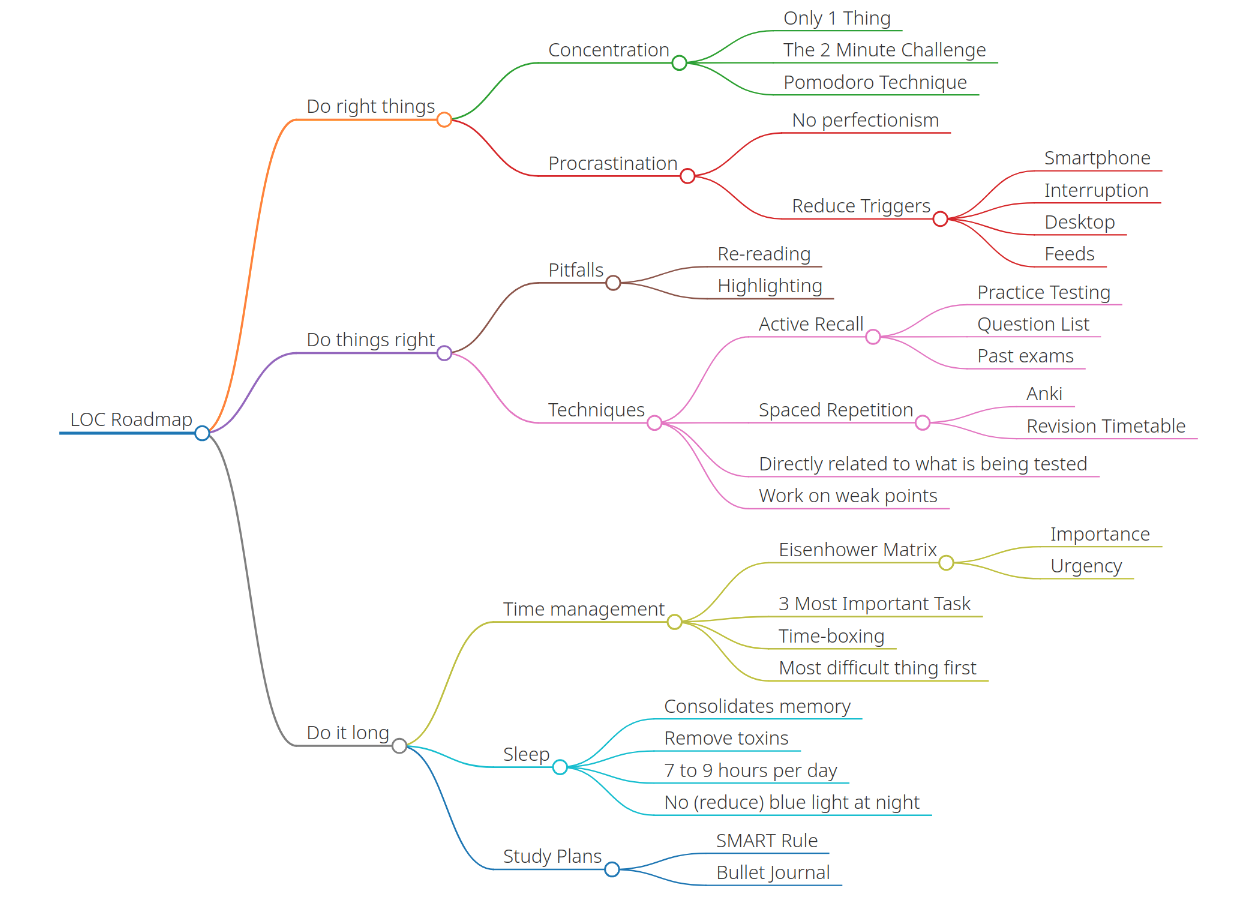 LOC Roadmap
Do right things
Concentration
Only 1 Thing
The 2 Minute Challenge
Pomodoro Technique
Procrastination
No perfectionism
Reduce Triggers
Smartphone
Interruption
Desktop
Feeds
Do things right
Pitfalls
Re-reading
Highlighting
Techniques
Active Recall
Practice Testing
Question List
Past exams
Spaced Repetition
Anki
Revision Timetable
Directly related to what is being tested
Work on weak points
Do it long
Time management
Eisenhower Matrix
Importance
Urgency
3 Most Important Task
Time-boxing
Most difficult thing first
Sleep
Consolidates memory
Remove toxins
7 to 9 hours per day
No (reduce) blue light at night
Study Plans
SMART Rule
Bullet Journal